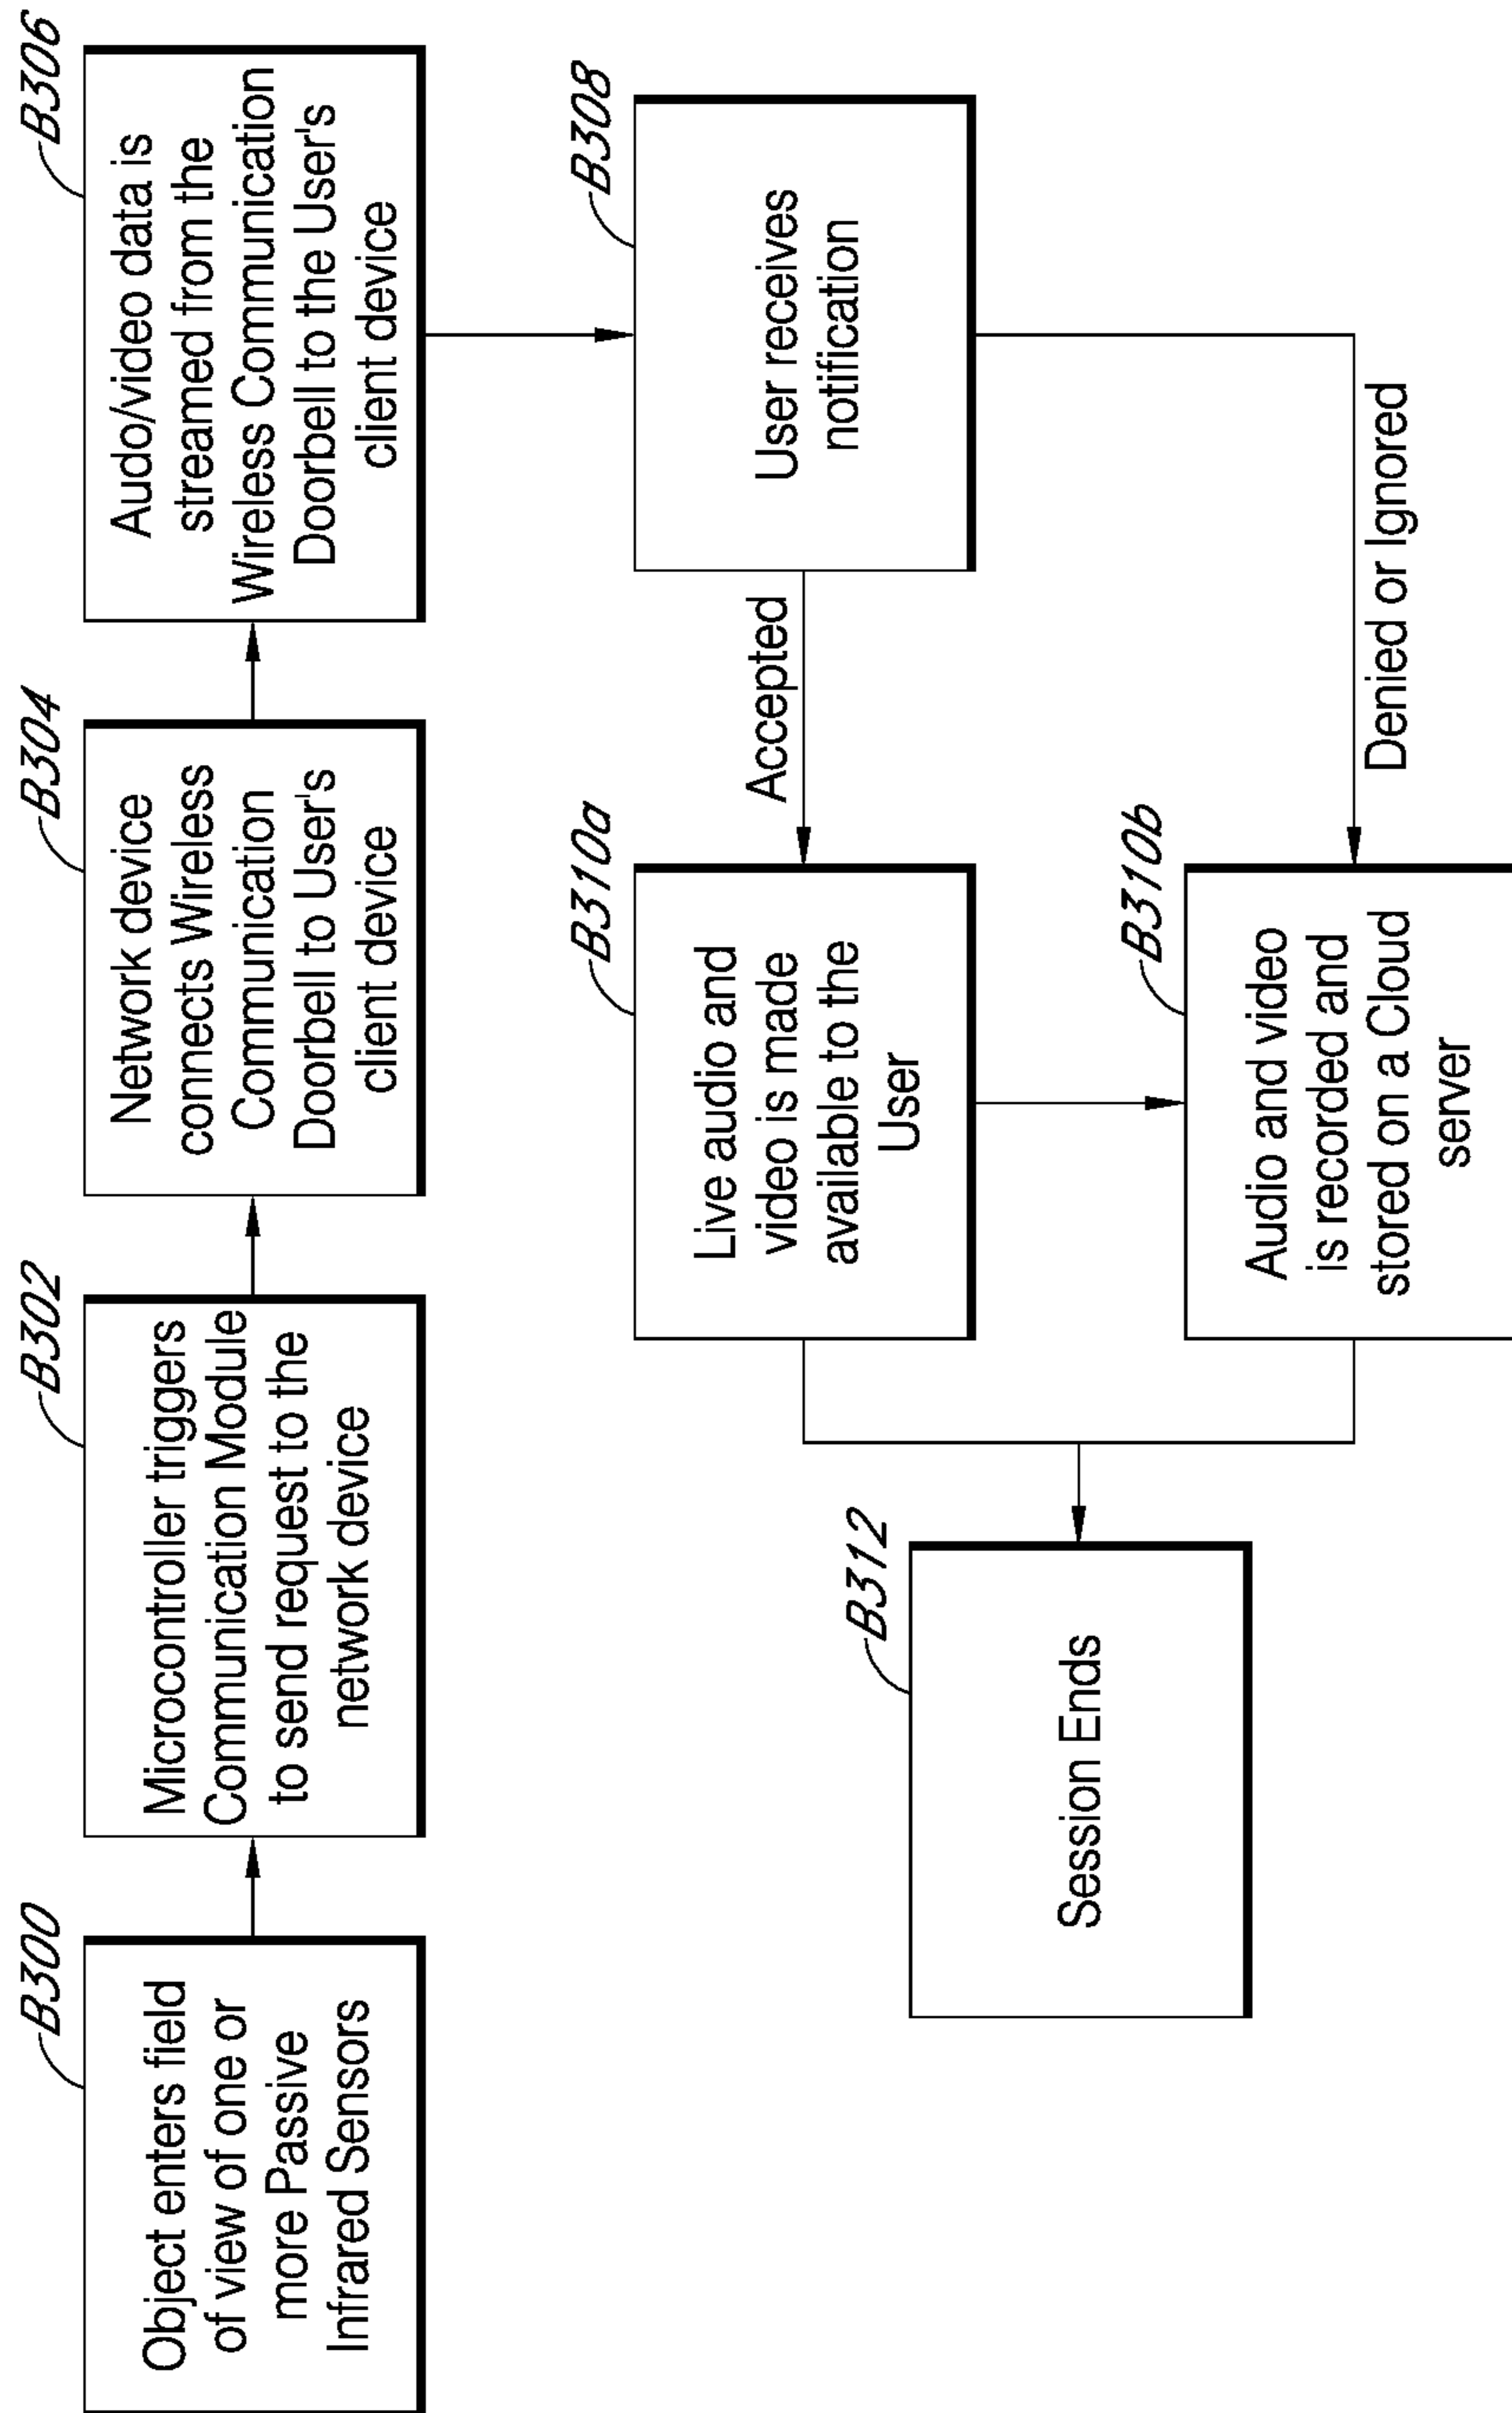 B300
Object enters field
of view of one or
more Passive
Infrared Sensors
B302
Microcontroller triggers
Communication Module
to send request to the
network device
B304
Network device
connects Wireless
Communication
Doorbell to User's
client device
B306
Audo/video data is
streamed from the
Wireless Communication
Doorbell to the User's
client device
B308
User receives
notification
Accepted
Denied or Ignored
B310a
Live audio and
video is made
available to the
User
B310b
Audio and video
is recorded and
stored on a Cloud
server
B312
Session Ends